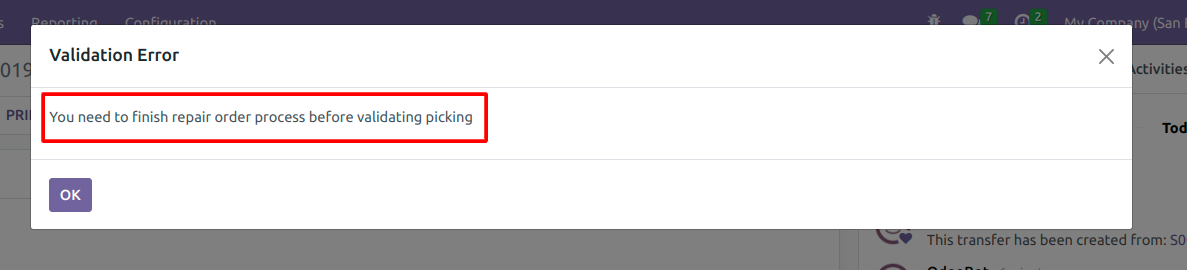 Reporting Configuration 7 2 My Company (San
Validation Error
019
Activities
PRI
You need to finish repair order process before validating picking
Tod
OK
This transfer has been created from: S0